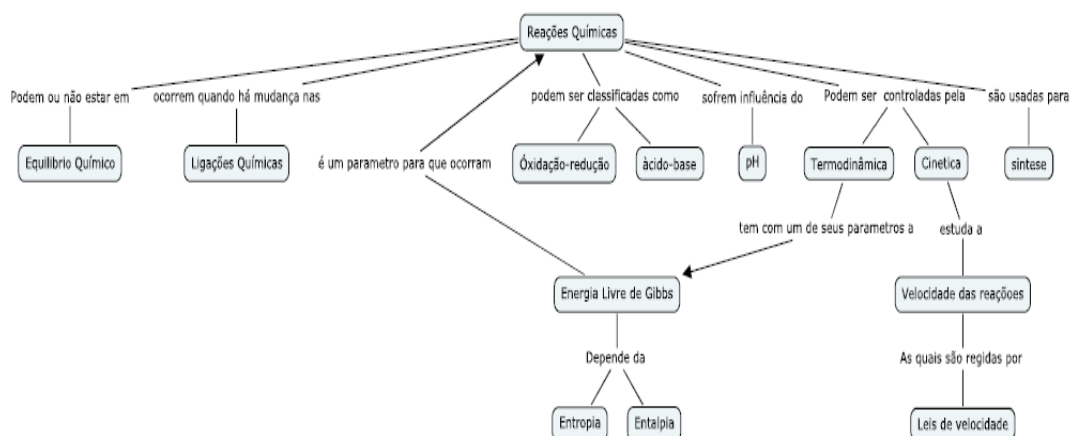 Reações Químicas
Podem ou não estar em
ocorrem quando há mudança nas
podem ser classificadas como
sofrem influência do
Podem ser controladas pela
são usadas para
Equilibrio Químico
Ligações Químicas
é um parametro para que ocorram
Óxidação-redução
àcido-base
pH
Termodinâmica
Cinetica
sintese
tem com um de seus parametros a
estuda a
Energia Livre de Gibbs
Velocidade das reaçãoes
Depende da
As quais são regidas por
Entropia
Entalpia
Leis de velocidade